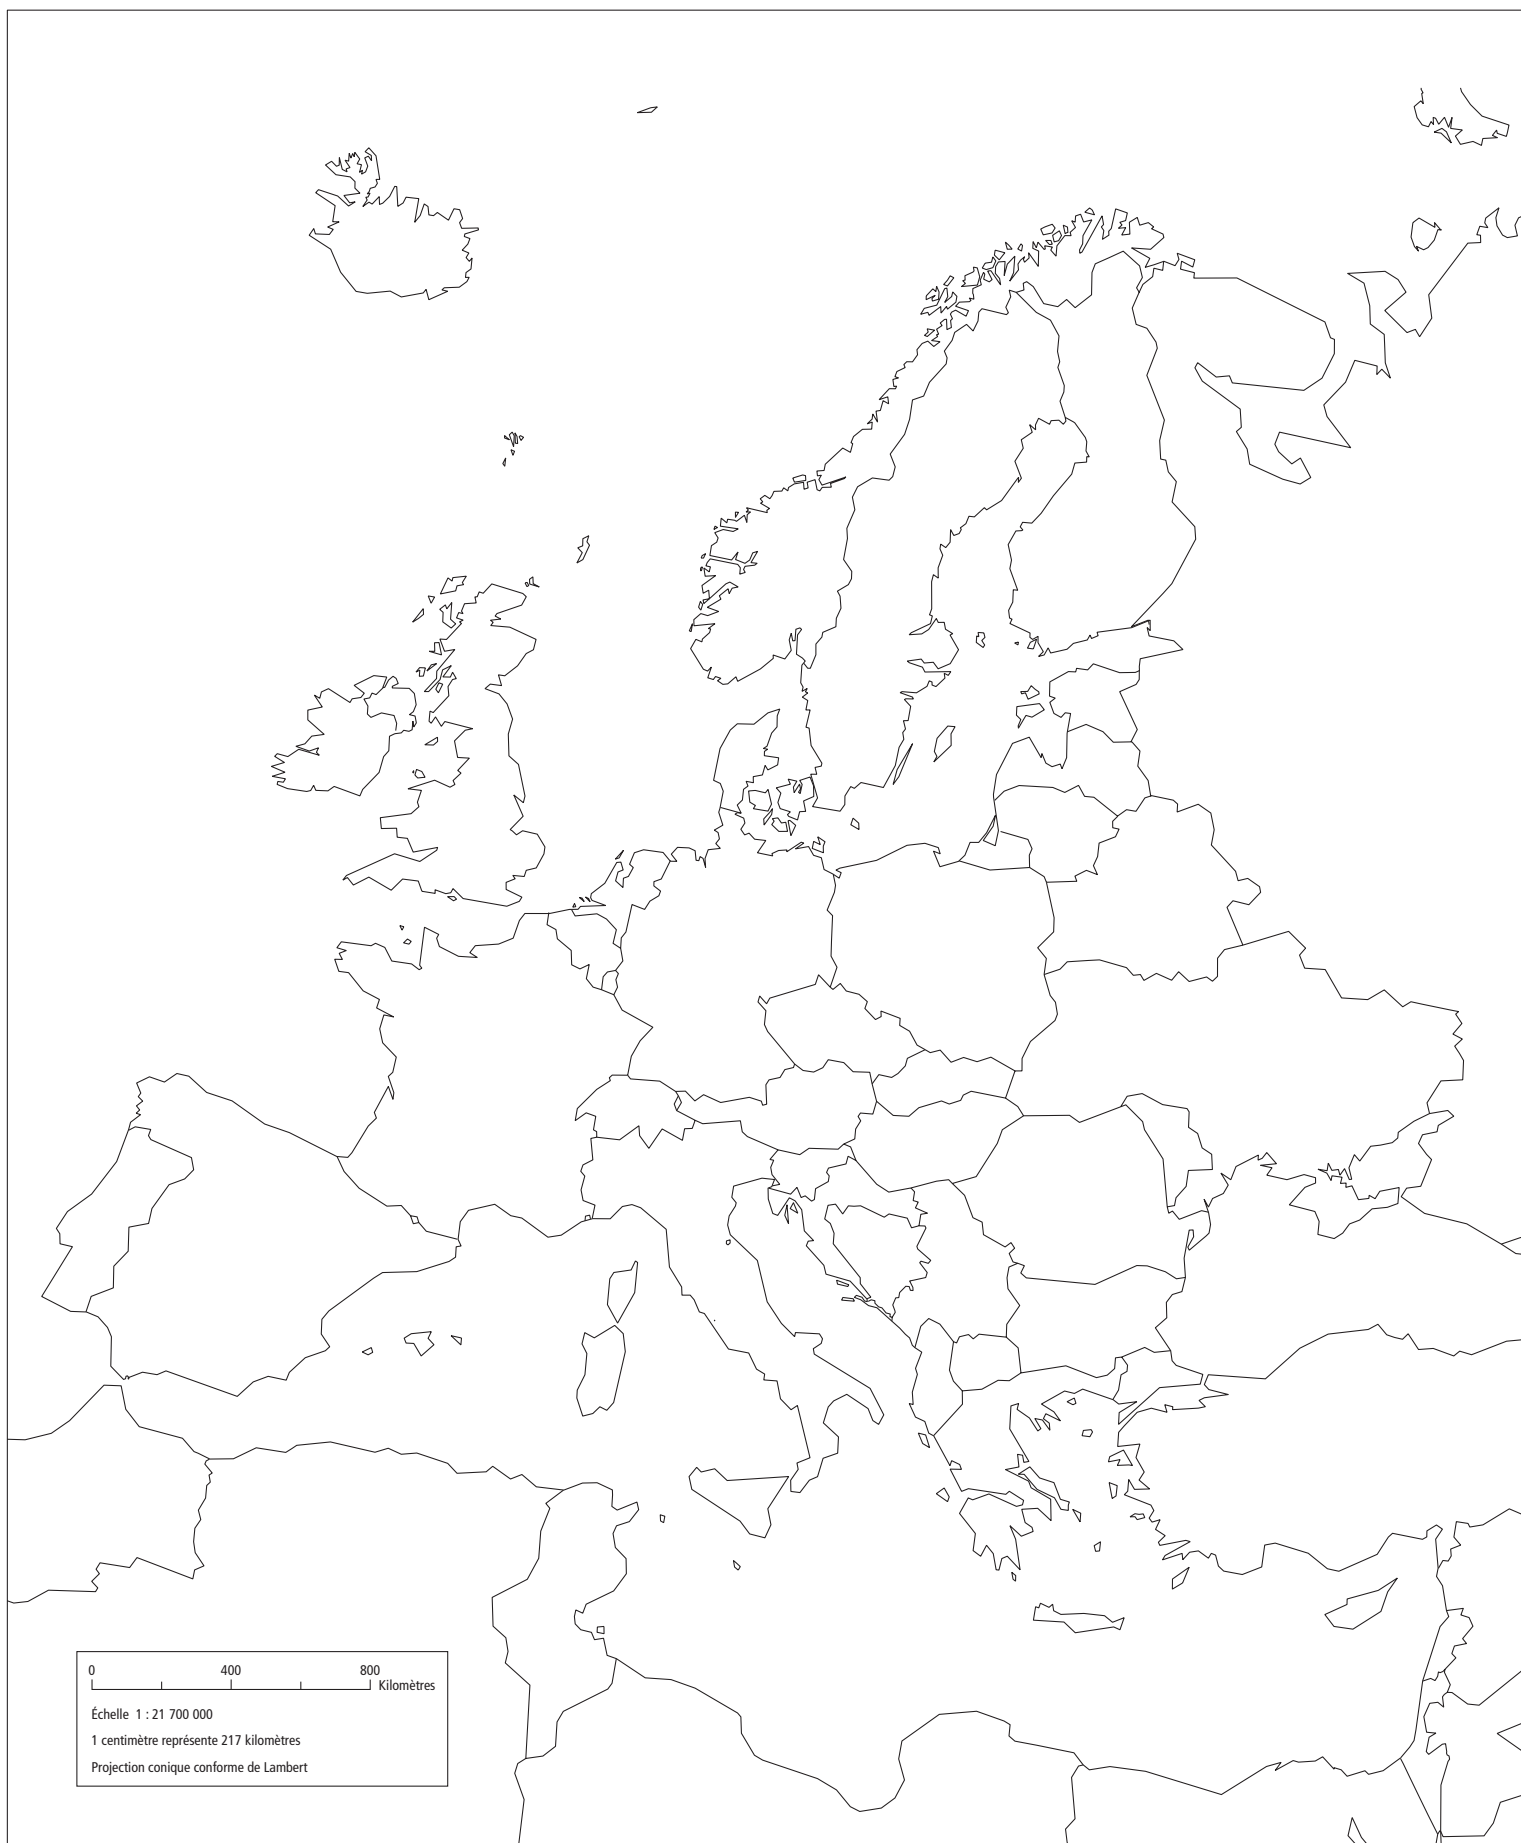 0 400 800
Kilomètres
Échelle 1 : 21 700 000
1 centimètre représente 217 kilomètres
Projection conique conforme de Lambert